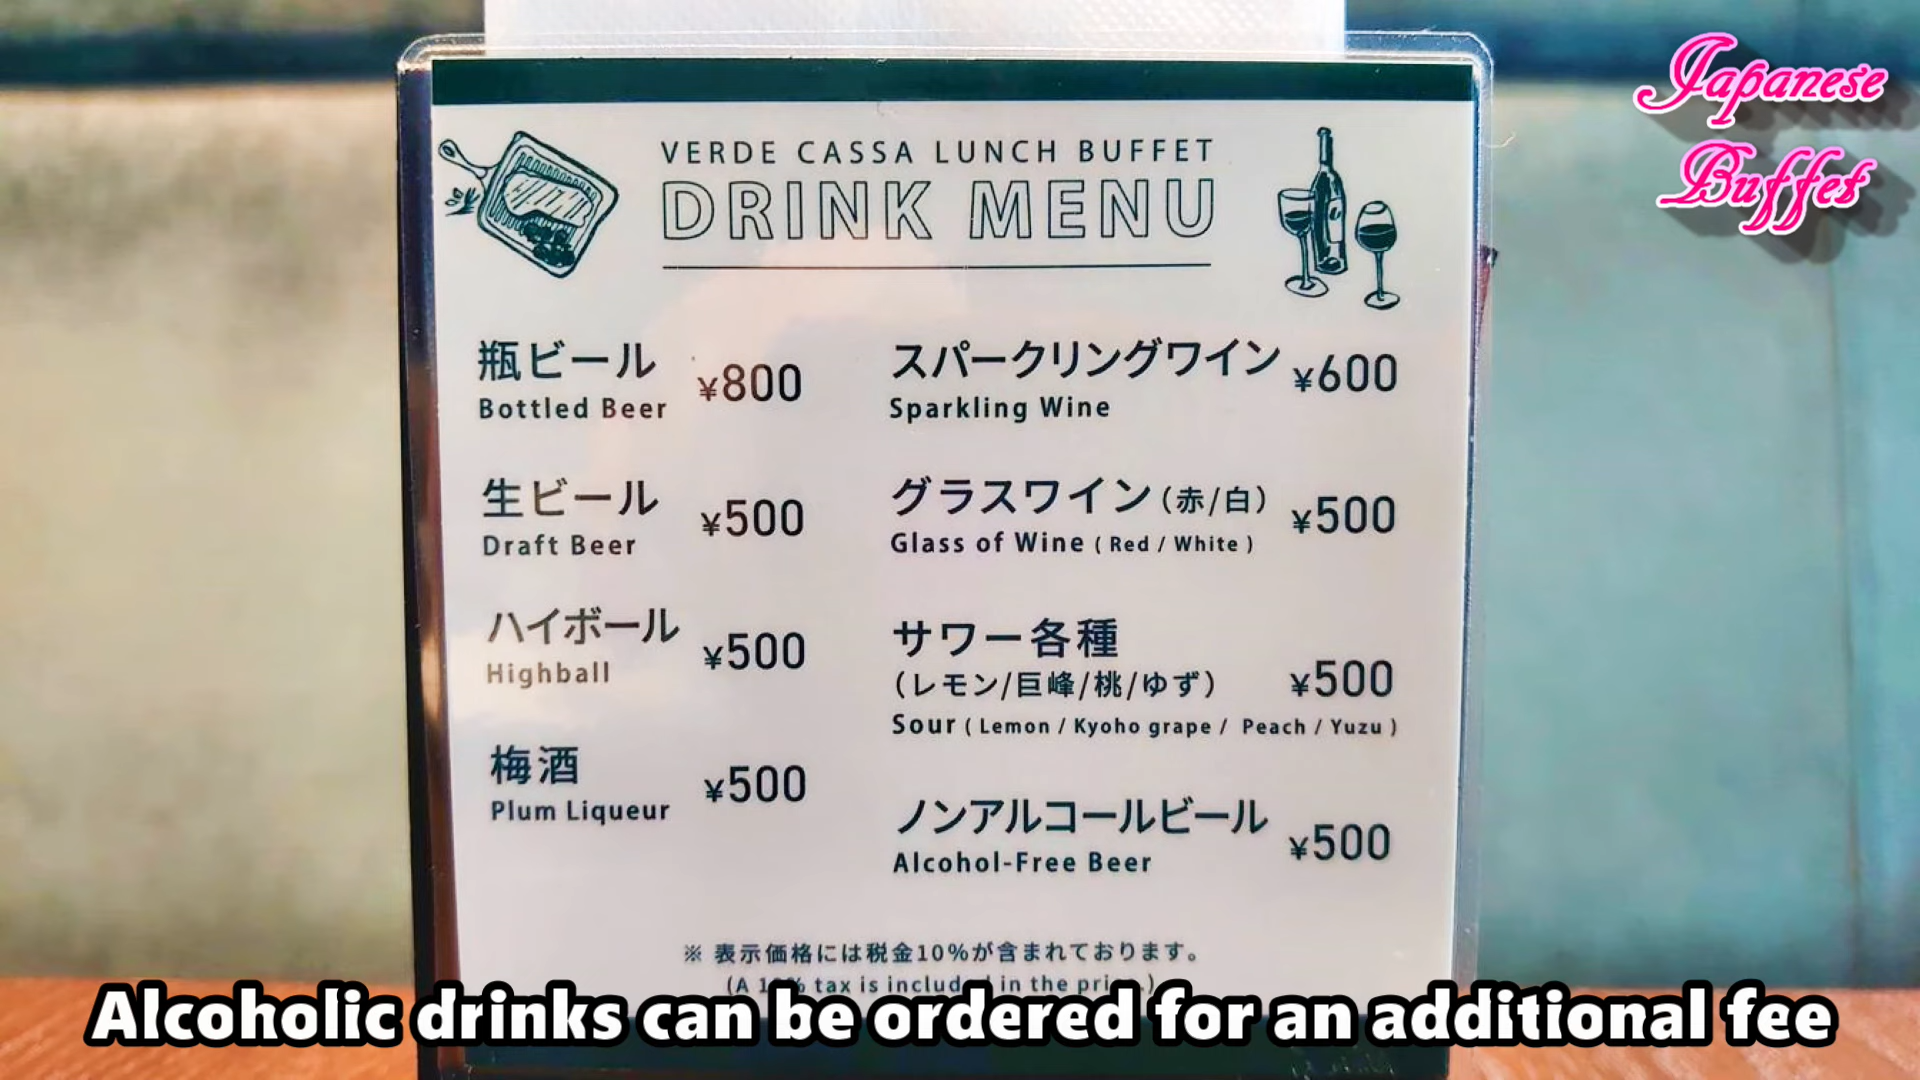 Japanese
Buffet
VERDE CASSA LUNCH BUFFET
DRINK MENU
瓶ビール ¥800
Bottled Beer
生ビール ¥500
Draft Beer
ハイボール ¥500
Highball
梅酒 ¥500
Plum Liqueur
スパークリングワイン ¥600
Sparkling Wine
グラスワイン（赤/白） ¥500
Glass of Wine ( Red / White )
サワー各種
（レモン/巨峰/桃/ゆず） ¥500
Sour ( Lemon / Kyoho grape / Peach / Yuzu )
ノンアルコールビール ¥500
Alcohol-Free Beer
※ 表示価格には税金10%が含まれております。
(A tax is in the
Alcoholic drinks can be ordered for an additional fee